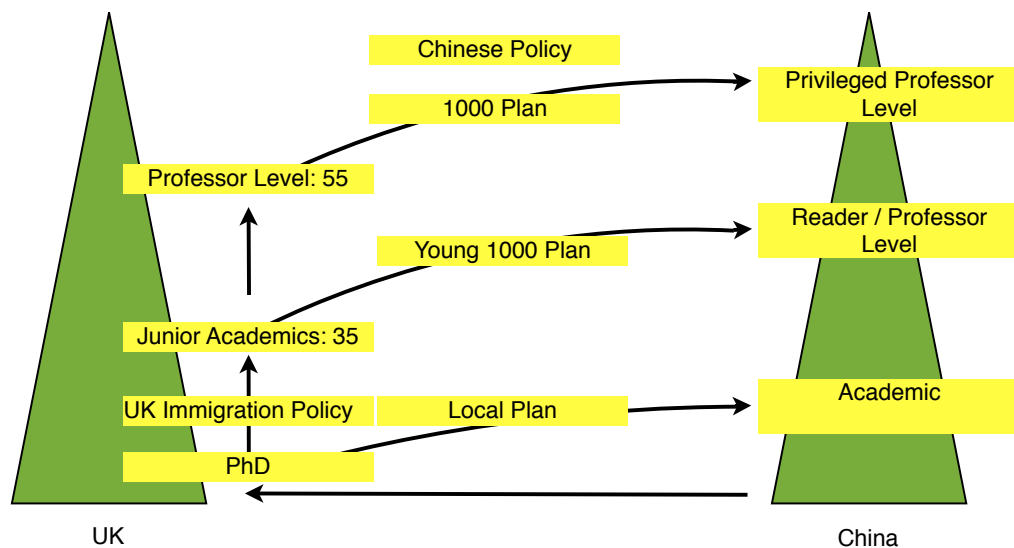 Chinese Policy
1000 Plan
Privileged Professor
Level
Professor Level: 55
Reader / Professor
Level
Young 1000 Plan
Junior Academics: 35
Academic
UK Immigration Policy
Local Plan
PhD
UK
China